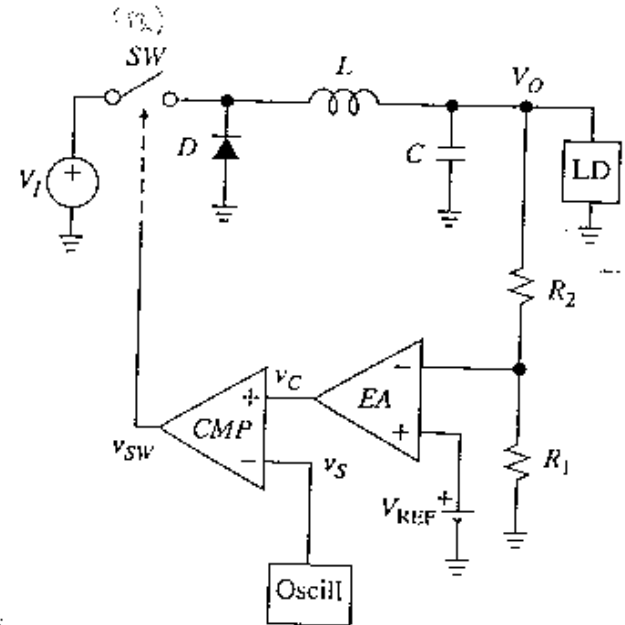 SW
L
V_O
D
C
LD
V_I
+
R_2
v_C
EA
−
+
+
−
CMP
v_SW
v_S
R_1
V_REF
+
Oscill